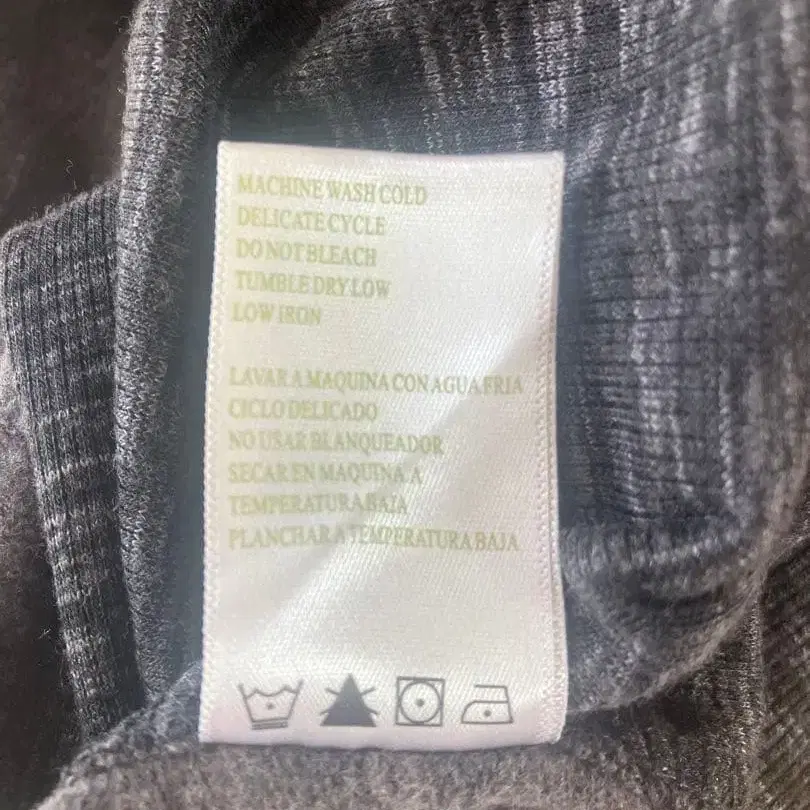 MACHINE WASH COLD
DELICATE CYCLE
DO NOT BLEACH
TUMBLE DRY LOW
LOW IRON
LAVAR A MAQUINA CON AGUA FRIA
CICLO DELICADO
NO USAR BLANQUEADOR
SECAR EN MAQUINA A
TEMPERATURA BAJA
PLANCHAR A TEMPERATURA BAJA